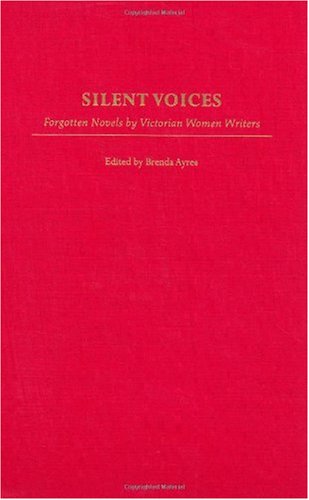 SILENT VOICES
Forgotten Novels by Victorian Women Writers
Edited by Brenda Ayres